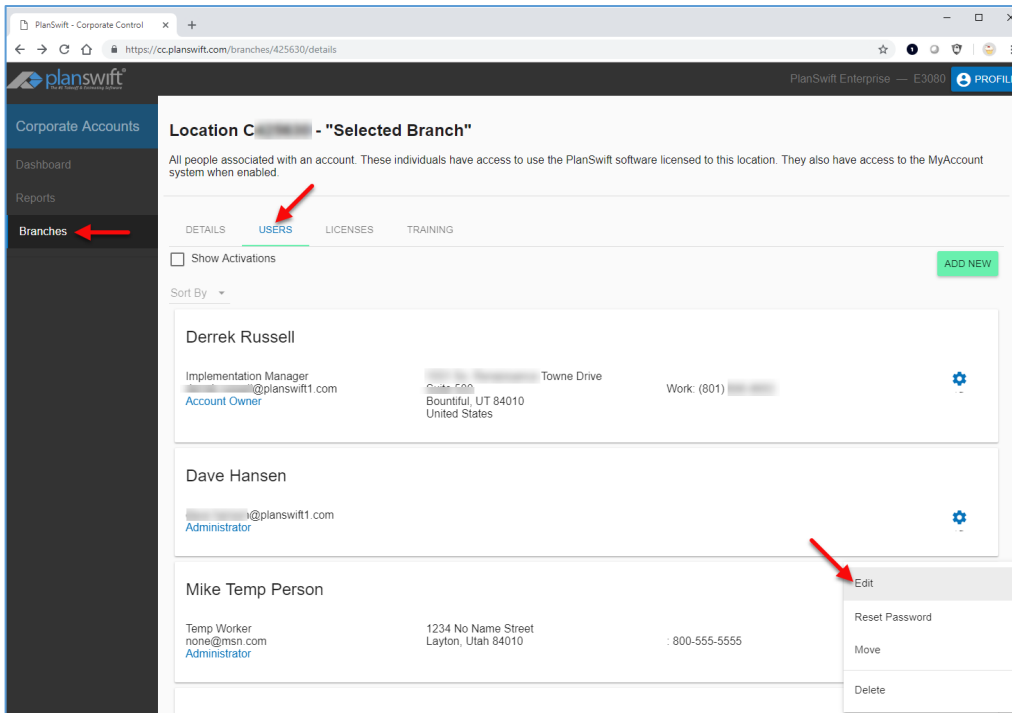 PlanSwift - Corporate Control
https://cc.planswift.com/branches/425630/details
planswift
PlanSwift Enterprise — E3080
PROFIL
Corporate Accounts
Dashboard
Reports
Branches
Location C - "Selected Branch"
All people associated with an account. These individuals have access to use the PlanSwift software licensed to this location. They also have access to the MyAccount
system when enabled.
DETAILS USERS LICENSES TRAINING
Show Activations
ADD NEW
Sort By
Derrek Russell
Implementation Manager
@planswift1.com
Account Owner
Towne Drive
Bountiful, UT 84010
United States
Work: (801)
Dave Hansen
@planswift1.com
Administrator
Mike Temp Person
Temp Worker
none@msn.com
Administrator
1234 No Name Street
Layton, Utah 84010
: 800-555-5555
Edit
Reset Password
Move
Delete